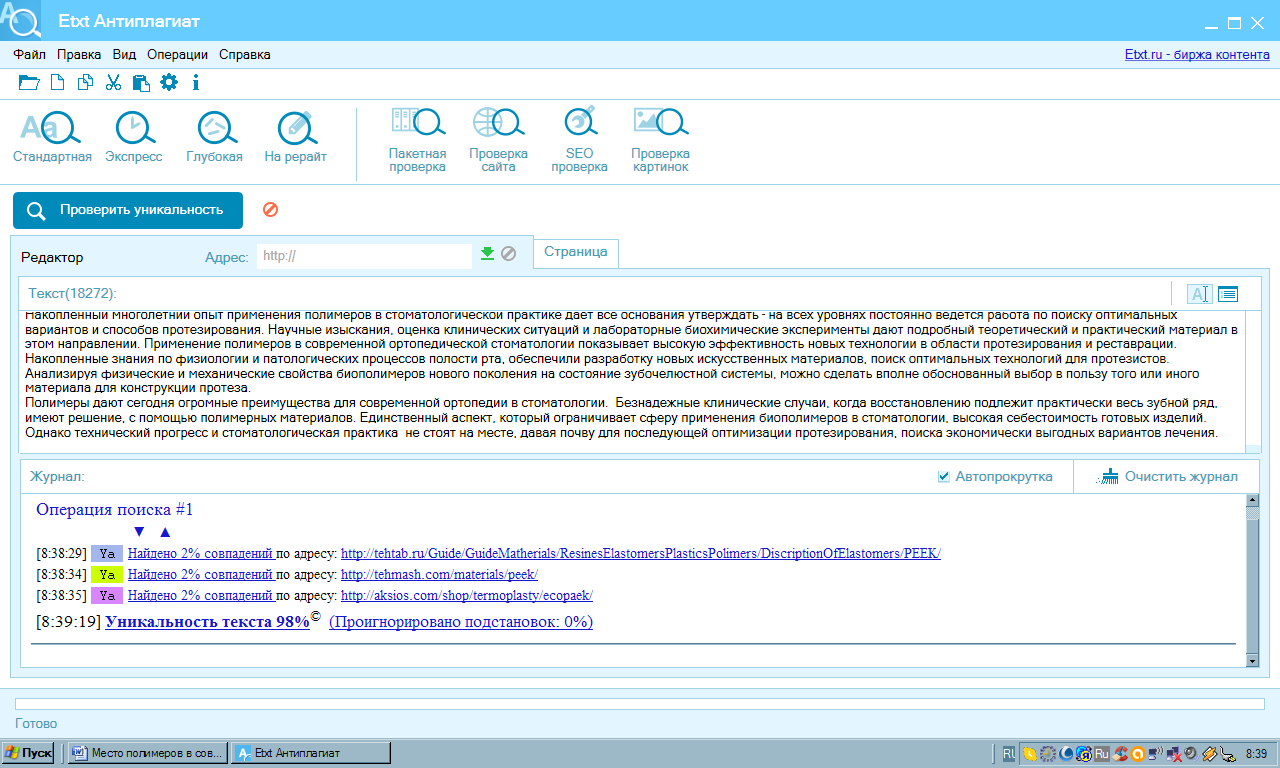 Etxt Антиплагиат
Файл Правка Вид Операции Справка
Etxt.ru - биржа контента
Стандартная Экспресс Глубокая На рерайт
Пакетная проверка
Проверка сайта
SEO проверка
Проверка картинок
Проверить уникальность
Редактор
Адрес: http://
Страница
Текст(18272):
Накопленный многолетний опыт применения полимеров в стоматологической практике дает все основания утверждать - на всех уровнях постоянно ведется работа по поиску оптимальных
вариантов и способов протезирования. Научные изыскания, оценка клинических ситуаций и лабораторные биохимические эксперименты дают подробный теоретический и практический материал в
этом направлении. Применение полимеров в современной ортопедической стоматологии показывает высокую эффективность новых технологии в области протезирования и реставрации.
Накопленные знания по физиологии и патологических процессов полости рта, обеспечили разработку новых искусственных материалов, поиск оптимальных технологий для протезистов.
Анализируя физические и механические свойства биополимеров нового поколения на состояние зубочелюстной системы, можно сделать вполне обоснованный выбор в пользу того или иного
материала для конструкции протеза.
Полимеры дают сегодня огромные преимущества для современной ортопедии в стоматологии.  Безнадежные клинические случаи, когда восстановлению подлежит практически весь зубной ряд,
имеют решение, с помощью полимерных материалов. Единственный аспект, который ограничивает сферу применения биополимеров в стоматологии, высокая себестоимость готовых изделий.
Однако технический прогресс и стоматологическая практика  не стоят на месте, давая почву для последующей оптимизации протезирования, поиска экономически выгодных вариантов лечения.
Журнал:
Автопрокрутка
Очистить журнал
Операция поиска #1
▼ ▲
[8:38:29] Ya Найдено 2% совпадений по адресу: http://tehtab.ru/Guide/GuideMatherials/ResinesElastomersPlasticsPolimers/DiscriptionOfElastomers/PEEK/
[8:38:34] Ya Найдено 2% совпадений по адресу: http://tehmash.com/materials/peek/
[8:38:35] Ya Найдено 2% совпадений по адресу: http://aksios.com/shop/termoplasty/ecopaek/
[8:39:19] Уникальность текста 98%© (Проигнорировано подстановок: 0%)
Готово
Пуск
Место полимеров в сов...
Etxt Антиплагиат
Ru
8:39